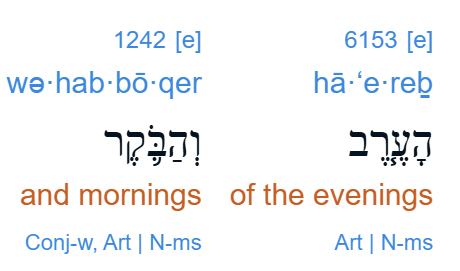 1242 [e] 6153 [e]
wə·hab·bō·qer hā·‘e·reḇ
וְהַבֹּ֥קֶר הָעֶ֛רֶב
and mornings of the evenings
Conj-w, Art | N-ms Art | N-ms